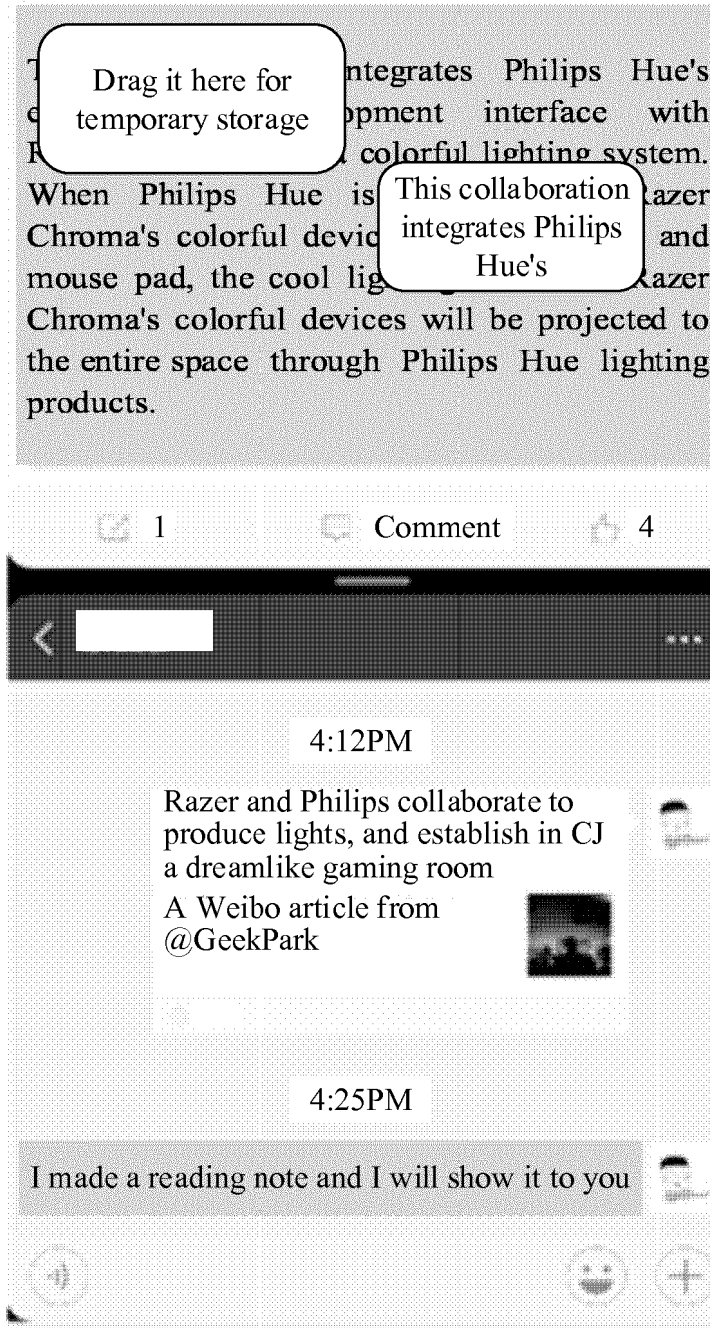 Drag it here for
temporary storage
ntegrates Philips Hue's
opment interface with
colorful lighting system.
When Philips Hue is
This collaboration
integrates Philips
Hue's
Razer
Chroma's colorful devic and
mouse pad, the cool lig Razer
Chroma's colorful devices will be projected to
the entire space through Philips Hue lighting
products.
1 Comment 4
4:12PM
Razer and Philips collaborate to
produce lights, and establish in CJ
a dreamlike gaming room
A Weibo article from
@GeekPark
4:25PM
I made a reading note and I will show it to you